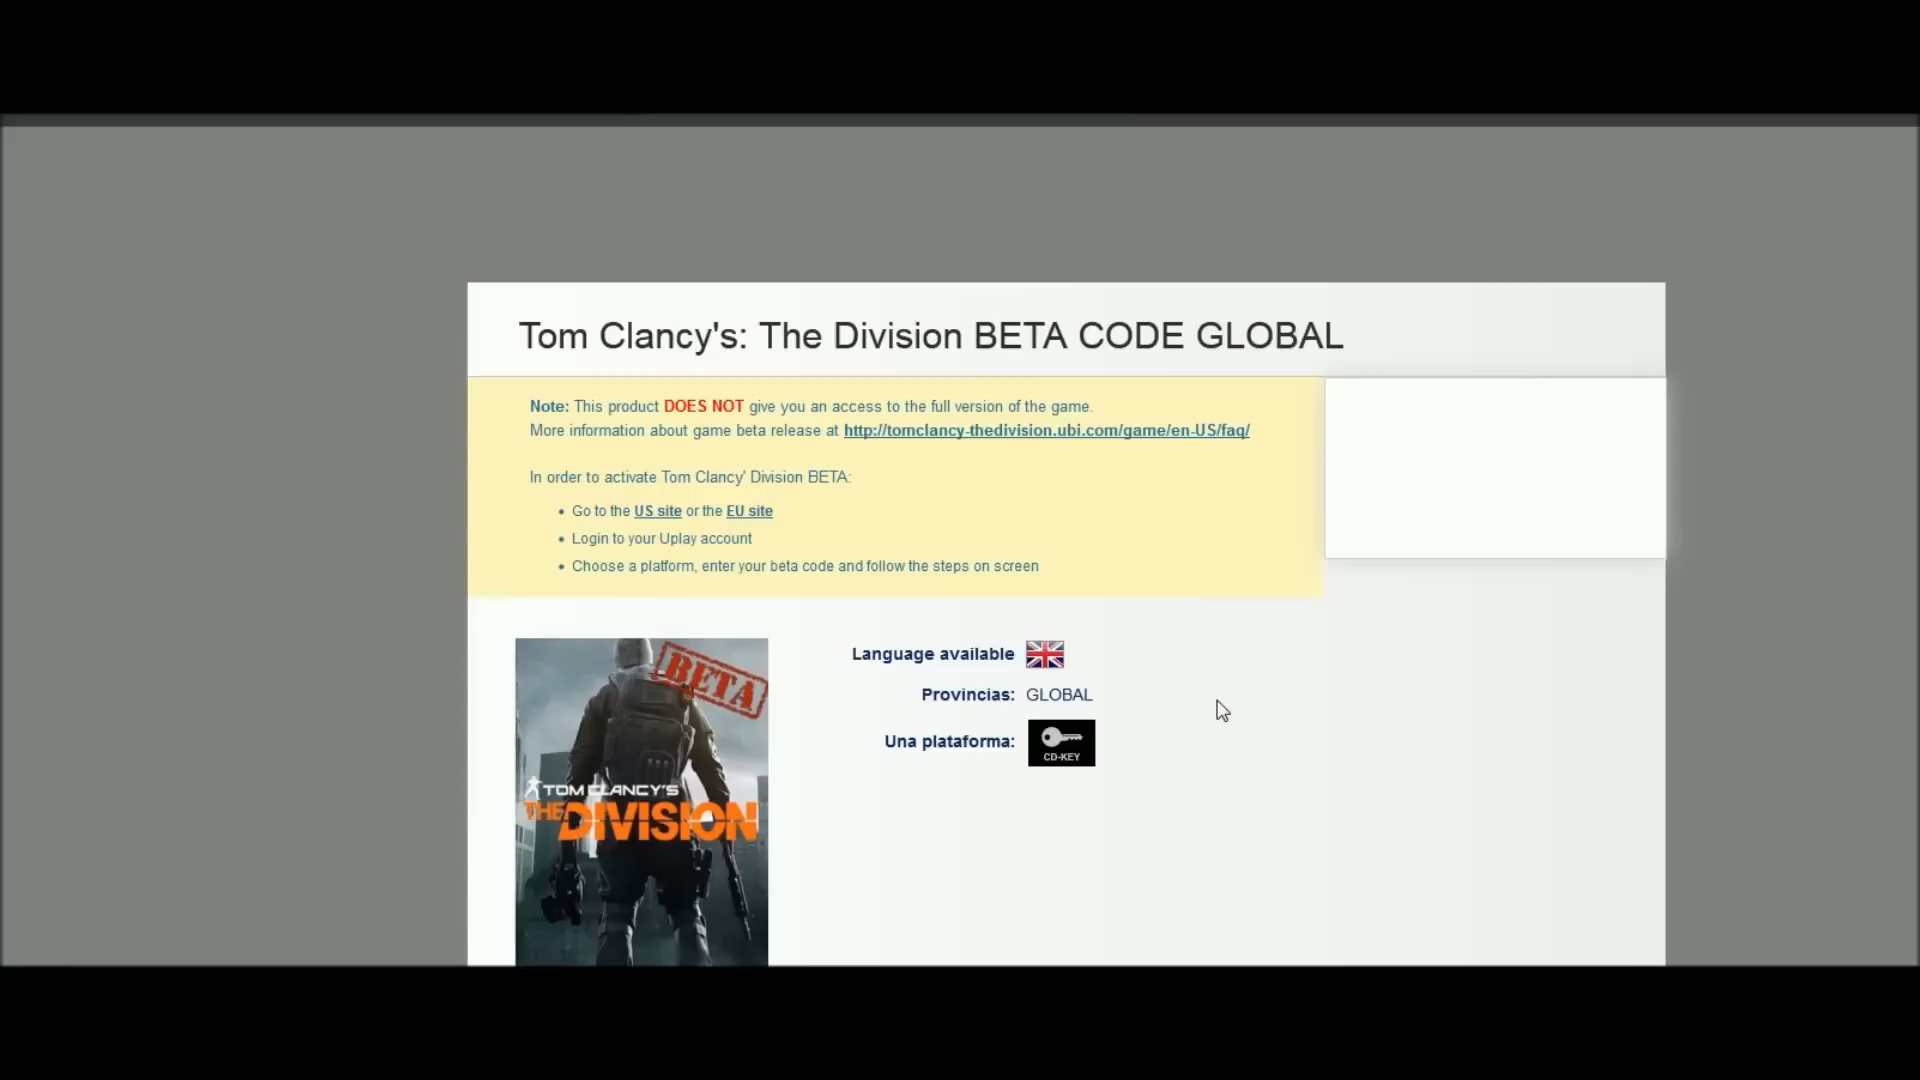 Tom Clancy's: The Division BETA CODE GLOBAL
Note: This product DOES NOT give you an access to the full version of the game.
More information about game beta release at http://tomclancy-thedivision.ubi.com/game/en-US/faq/
In order to activate Tom Clancy' Division BETA:
• Go to the US site or the EU site
• Login to your Uplay account
• Choose a platform, enter your beta code and follow the steps on screen
BETA
TOM CLANCY'S
THE DIVISION
Language available
Provincias: GLOBAL
Una plataforma:
CD-KEY